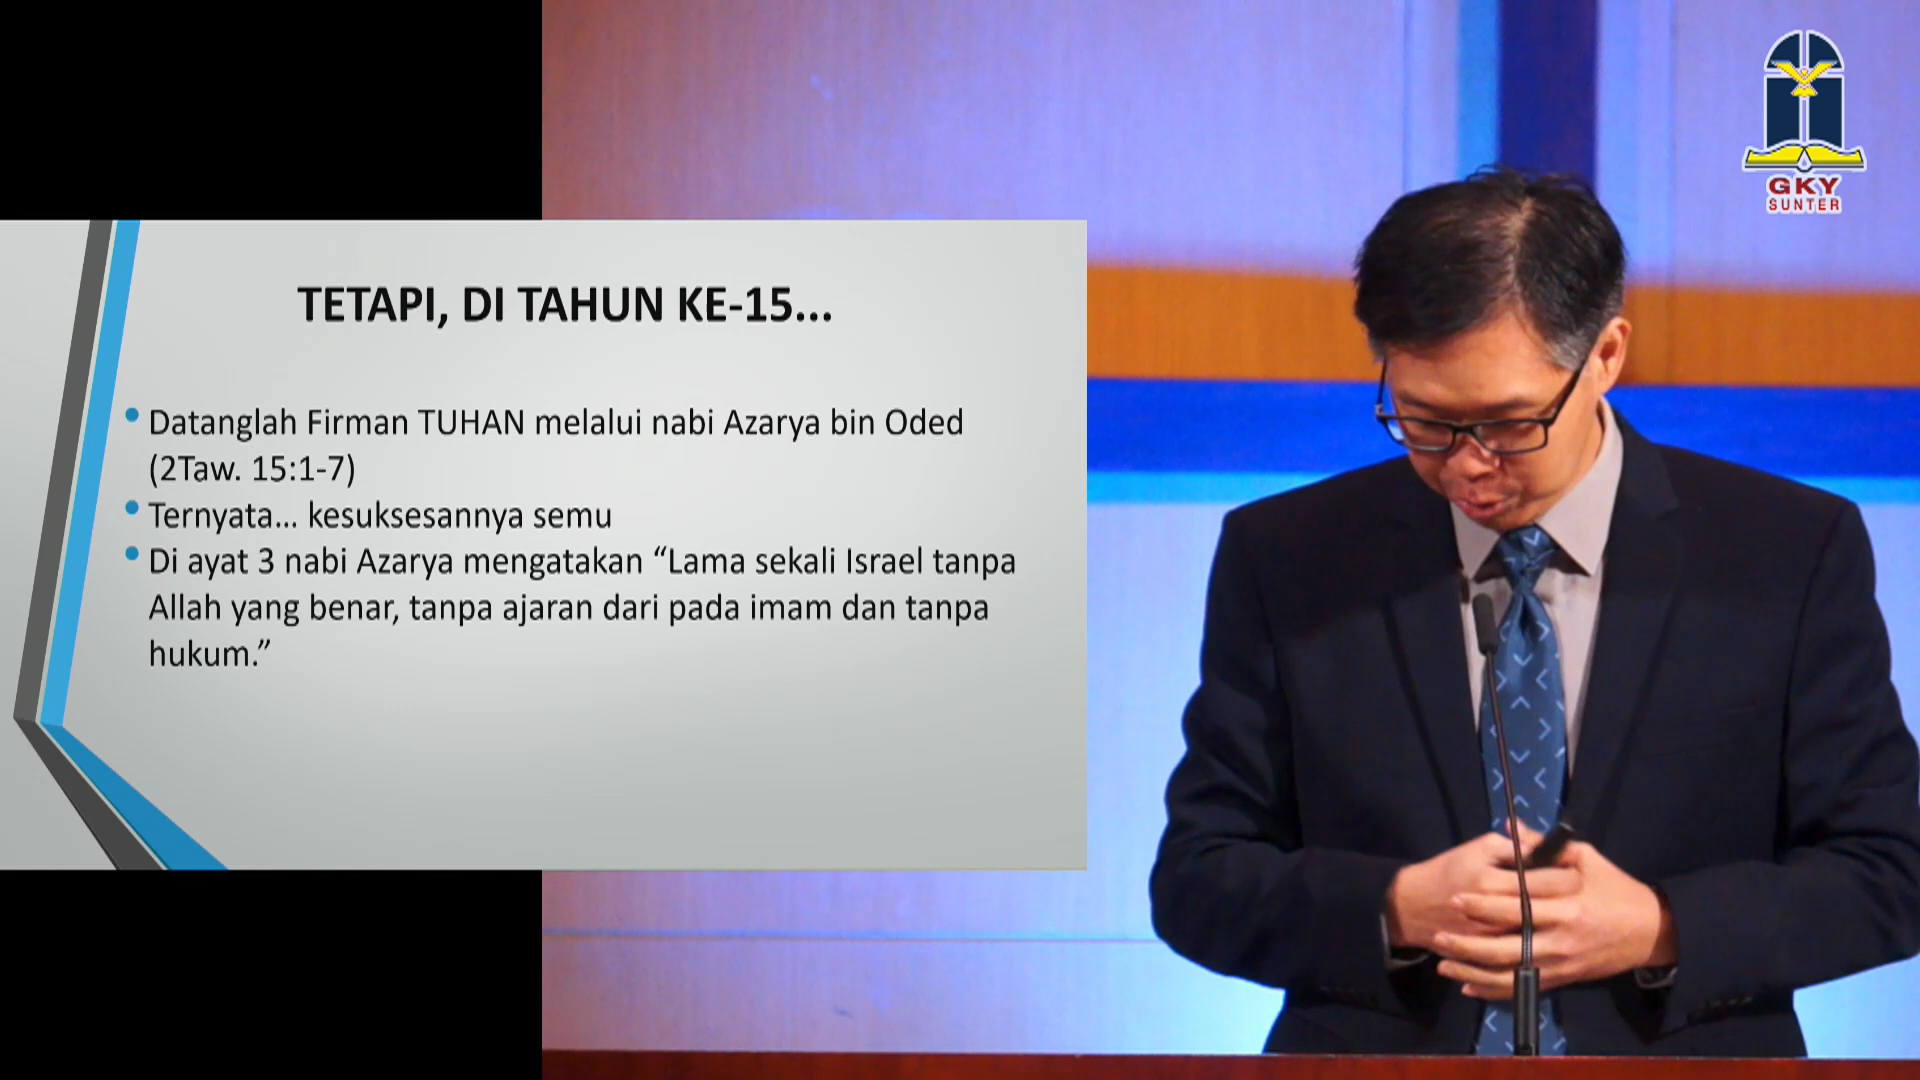 TETAPI, DI TAHUN KE-15...
Datanglah Firman TUHAN melalui nabi Azarya bin Oded
(2Taw. 15:1-7)
Ternyata... kesuksesannya semu
Di ayat 3 nabi Azarya mengatakan “Lama sekali Israel tanpa
Allah yang benar, tanpa ajaran dari pada imam dan tanpa
hukum.”
GKY
SUNTER